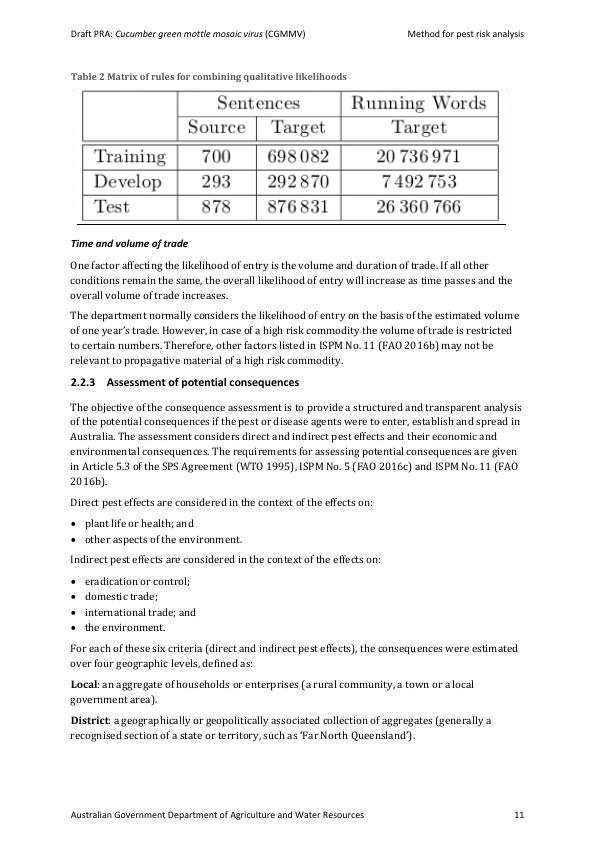 Draft PRA: Cucumber green mottle mosaic virus (CGMMV) Method for pest risk analysis
Table 2 Matrix of rules for combining qualitative likelihoods
Sentences Running Words
Source Target Target
Training 700 698 082 20 736 971
Develop 293 292 870 7 492 753
Test 878 876 831 26 360 766
Time and volume of trade
One factor affecting the likelihood of entry is the volume and duration of trade. If all other
conditions remain the same, the overall likelihood of entry will increase as time passes and the
overall volume of trade increases.
The department normally considers the likelihood of entry on the basis of the estimated volume
of one year’s trade. However, in case of a high risk commodity the volume of trade is restricted
to certain numbers. Therefore, other factors listed in ISPM No. 11 (FAO 2016b) may not be
relevant to propagative material of a high risk commodity.
2.2.3 Assessment of potential consequences
The objective of the consequence assessment is to provide a structured and transparent analysis
of the potential consequences if the pest or disease agents were to enter, establish and spread in
Australia. The assessment considers direct and indirect pest effects and their economic and
environmental consequences. The requirements for assessing potential consequences are given
in Article 5.3 of the SPS Agreement (WTO 1995), ISPM No. 5 (FAO 2016c) and ISPM No. 11 (FAO
2016b).
Direct pest effects are considered in the context of the effects on:
• plant life or health; and
• other aspects of the environment.
Indirect pest effects are considered in the context of the effects on:
• eradication or control;
• domestic trade;
• international trade; and
• the environment.
For each of these six criteria (direct and indirect pest effects), the consequences were estimated
over four geographic levels, defined as:
Local: an aggregate of households or enterprises (a rural community, a town or a local
government area).
District: a geographically or geopolitically associated collection of aggregates (generally a
recognised section of a state or territory, such as ‘Far North Queensland’).
Australian Government Department of Agriculture and Water Resources 11